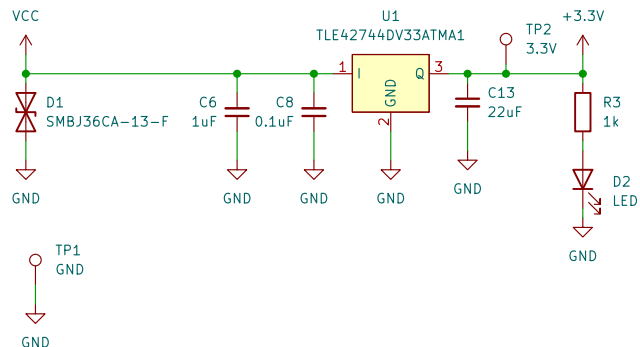 VCC
U1
TLE42744DV33ATMA1
TP2
3.3V
+3.3V
1
I
Q
3
GND
2
D1
SMBJ36CA-13-F
C6
1uF
C8
0.1uF
C13
22uF
R3
1k
D2
LED
GND
GND
GND
GND
GND
GND
TP1
GND
GND